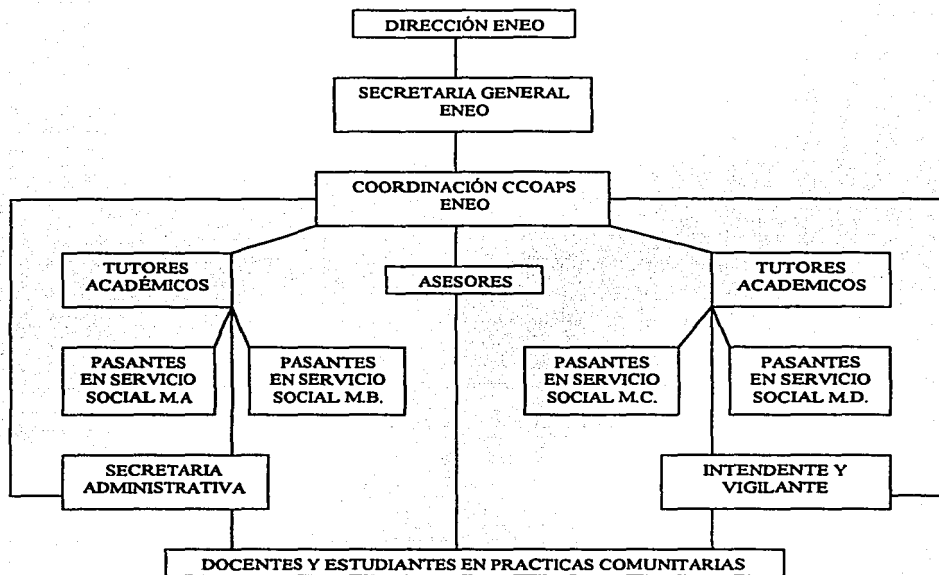 DIRECCIÓN ENEO
SECRETARIA GENERAL
ENEO
COORDINACIÓN CCOAPS
ENEO
TUTORES
ACADÉMICOS
ASESORES
TUTORES
ACADEMICOS
PASANTES
EN SERVICIO
SOCIAL M.A
PASANTES
EN SERVICIO
SOCIAL M.B.
PASANTES
EN SERVICIO
SOCIAL M.C.
PASANTES
EN SERVICIO
SOCIAL M.D.
SECRETARIA
ADMINISTRATIVA
INTENDENTE Y
VIGILANTE
DOCENTES Y ESTUDIANTES EN PRACTICAS COMUNITARIAS